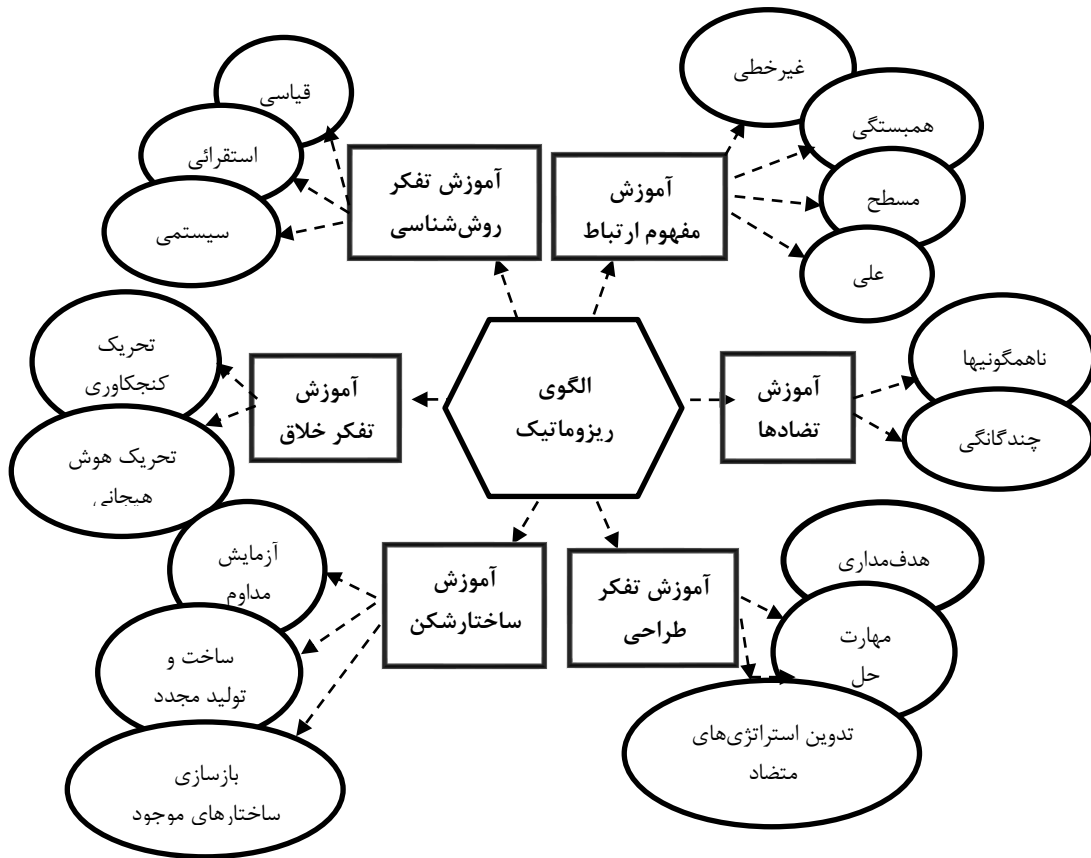 غیرخطی
همبستگی
مسطح
علی
آموزش
مفهوم ارتباط
آموزش تفکر
روش‌شناسی
قیاسی
استقرائی
سیستمی
ناهمگونیها
چندگانگی
آموزش
تضادها
الگوی
ریزوماتیک
آموزش
تفکر خلاق
تحریک
کنجکاوری
تحریک هوش
هیجانی
هدف‌مداری
مهارت
حل
تدوین استراتژی‌های
متضاد
آموزش تفکر
طراحی
آموزش
ساختارشکن
آزمایش
مداوم
ساخت و
تولید مجدد
بازسازی
ساختارهای موجود